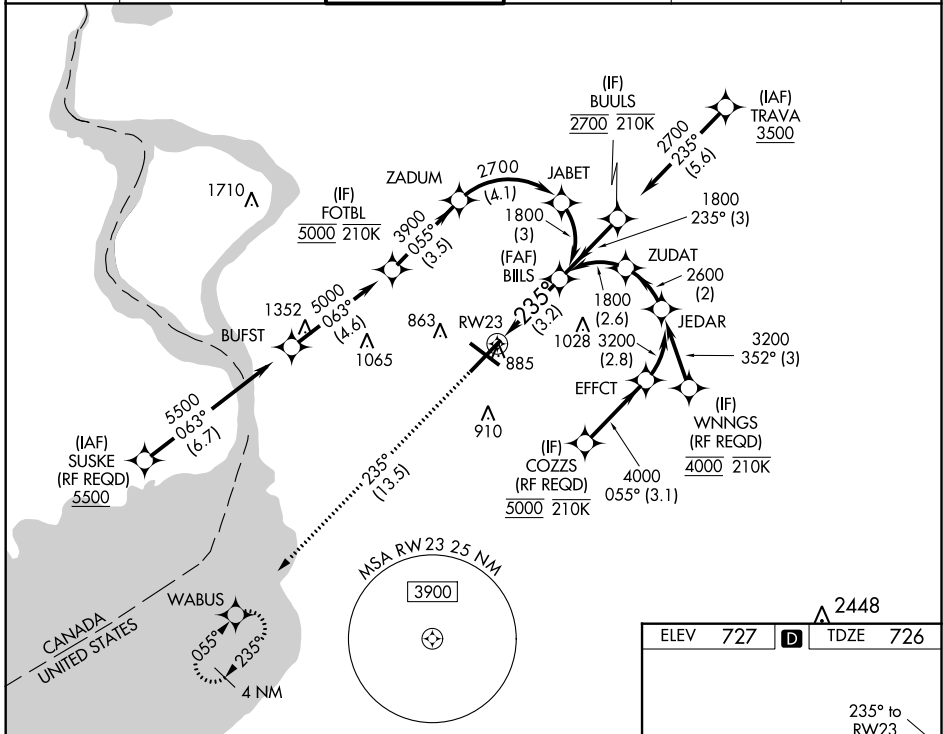 (IF)
BUULS
2700 210K
(IAF)
TRAVA
3500
2700
235°
(5.6)
1710
ZADUM
2700
(4.1)
JABET
(IF)
FOTBL
5000 210K
3900
055°
(3.5)
1800
(3)
1800
235° (3)
(FAF)
BIILS
ZUDAT
2600
(2)
1352
5000
063°
(4.6)
BUFST
1065
863
RW23
235°
(3.2)
885
1028
1800
(2.6)
JEDAR
3200
(2.8)
3200
352° (3)
EFFCT
(IF)
WNNGS
(RF REQD)
4000 210K
5500
063°
(6.7)
(IAF)
SUSKE
(RF REQD)
5500
910
(IF)
COZZS
(RF REQD)
5000 210K
4000
055° (3.1)
235°
(13.5)
MSA RW23 25 NM
3900
WABUS
055°
235°
4 NM
CANADA
UNITED STATES
2448
ELEV 727 D TDZE 726
235° to
RW23